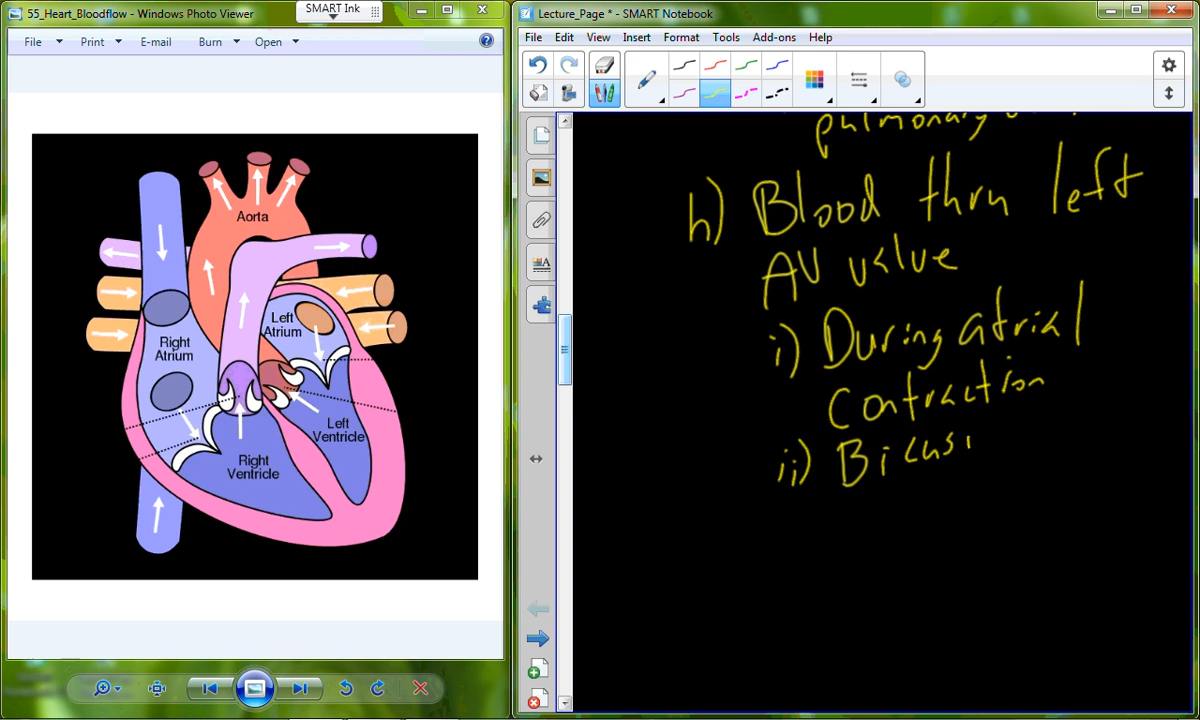 55_Heart_Bloodflow - Windows Photo Viewer
SMART Ink
File Print E-mail Burn Open
Aorta
Left
Atrium
Right
Atrium
Left
Ventricle
Right
Ventricle
Lecture_Page * - SMART Notebook
File Edit View Insert Format Tools Add-ons Help
pulmonary
h) Blood thru left
AV valve
i) During atrial
contraction
ii) Bicus